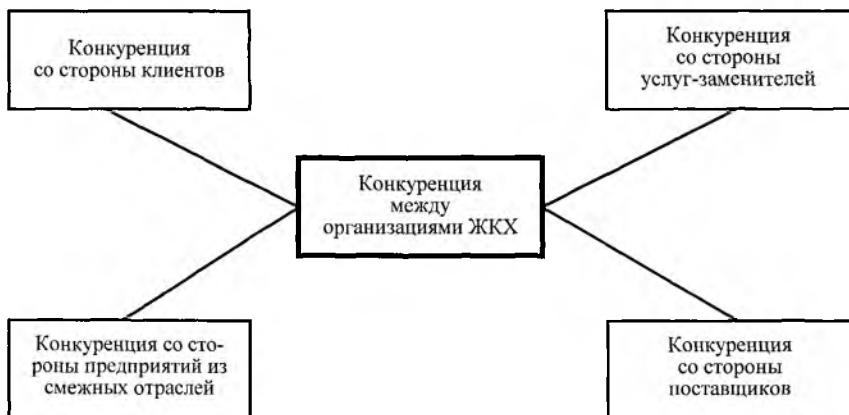 Конкуренция
со стороны клиентов
Конкуренция
со стороны
услуг-заменителей
Конкуренция
между
организациями ЖКХ
Конкуренция со сто-
роны предприятий из
смежных отраслей
Конкуренция
со стороны
поставщиков